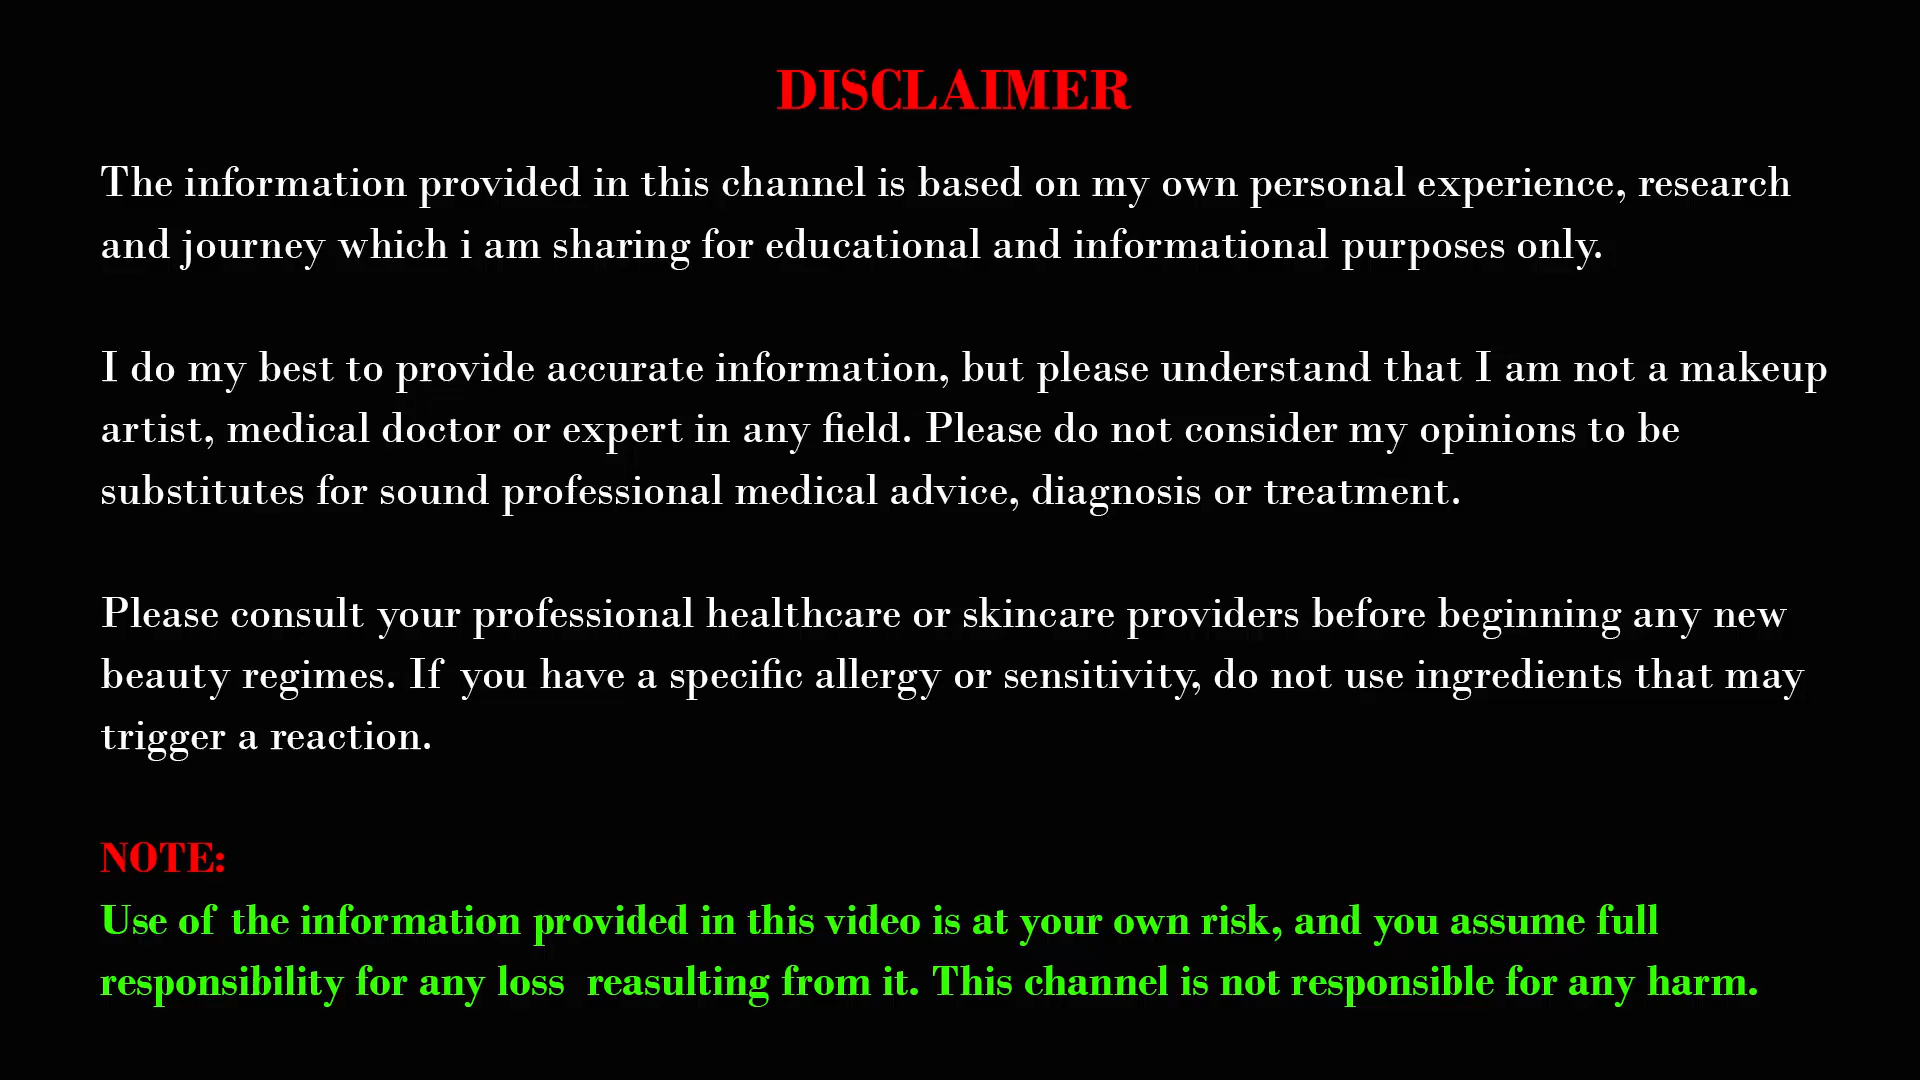 DISCLAIMER
The information provided in this channel is based on my own personal experience, research
and journey which i am sharing for educational and informational purposes only.
I do my best to provide accurate information, but please understand that I am not a makeup
artist, medical doctor or expert in any field. Please do not consider my opinions to be
substitutes for sound professional medical advice, diagnosis or treatment.
Please consult your professional healthcare or skincare providers before beginning any new
beauty regimes. If you have a specific allergy or sensitivity, do not use ingredients that may
trigger a reaction.
NOTE:
Use of the information provided in this video is at your own risk, and you assume full
responsibility for any loss reasulting from it. This channel is not responsible for any harm.